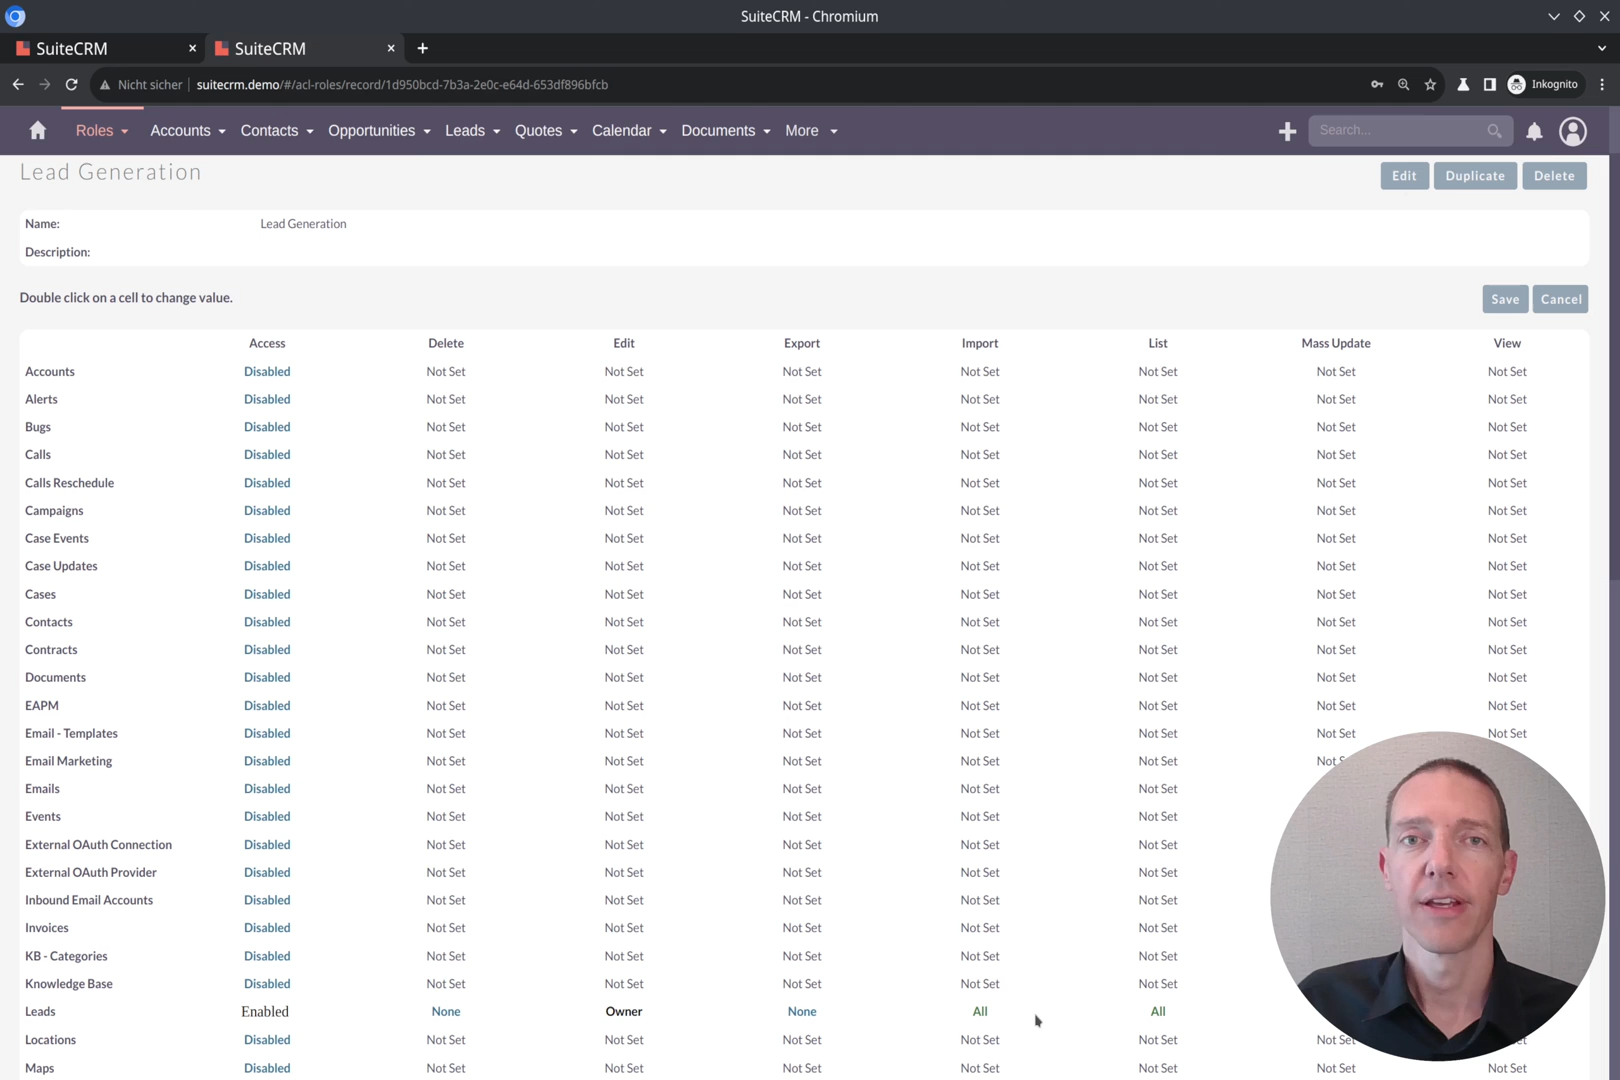 SuiteCRM - Chromium
SuiteCRM SuiteCRM
Nicht sicher suitecrm.demo/#/acl-roles/record/1d950bcd-7b3a-2e0c-e64d-653df896bfcb Inkognito
Roles Accounts Contacts Opportunities Leads Quotes Calendar Documents More Search...
Lead Generation Edit Duplicate Delete
Name: Lead Generation
Description:
Double click on a cell to change value. Save Cancel
Access Delete Edit Export Import List Mass Update View
Accounts Disabled Not Set Not Set Not Set Not Set Not Set Not Set Not Set
Alerts Disabled Not Set Not Set Not Set Not Set Not Set Not Set Not Set
Bugs Disabled Not Set Not Set Not Set Not Set Not Set Not Set Not Set
Calls Disabled Not Set Not Set Not Set Not Set Not Set Not Set Not Set
Calls Reschedule Disabled Not Set Not Set Not Set Not Set Not Set Not Set Not Set
Campaigns Disabled Not Set Not Set Not Set Not Set Not Set Not Set Not Set
Case Events Disabled Not Set Not Set Not Set Not Set Not Set Not Set Not Set
Case Updates Disabled Not Set Not Set Not Set Not Set Not Set Not Set Not Set
Cases Disabled Not Set Not Set Not Set Not Set Not Set Not Set Not Set
Contacts Disabled Not Set Not Set Not Set Not Set Not Set Not Set Not Set
Contracts Disabled Not Set Not Set Not Set Not Set Not Set Not Set Not Set
Documents Disabled Not Set Not Set Not Set Not Set Not Set Not Set Not Set
EAPM Disabled Not Set Not Set Not Set Not Set Not Set Not Set Not Set
Email - Templates Disabled Not Set Not Set Not Set Not Set Not Set Not Set Not Set
Email Marketing Disabled Not Set Not Set Not Set Not Set Not Set Not
Emails Disabled Not Set Not Set Not Set Not Set Not Set
Events Disabled Not Set Not Set Not Set Not Set Not Set
External OAuth Connection Disabled Not Set Not Set Not Set Not Set Not Set
External OAuth Provider Disabled Not Set Not Set Not Set Not Set Not Set
Inbound Email Accounts Disabled Not Set Not Set Not Set Not Set Not Set
Invoices Disabled Not Set Not Set Not Set Not Set Not Set
KB - Categories Disabled Not Set Not Set Not Set Not Set Not Set
Knowledge Base Disabled Not Set Not Set Not Set Not Set Not Set
Leads Enabled None Owner None All All
Locations Disabled Not Set Not Set Not Set Not Set Not Set Not
Maps Disabled Not Set Not Set Not Set Not Set Not Set Not Set Not Set